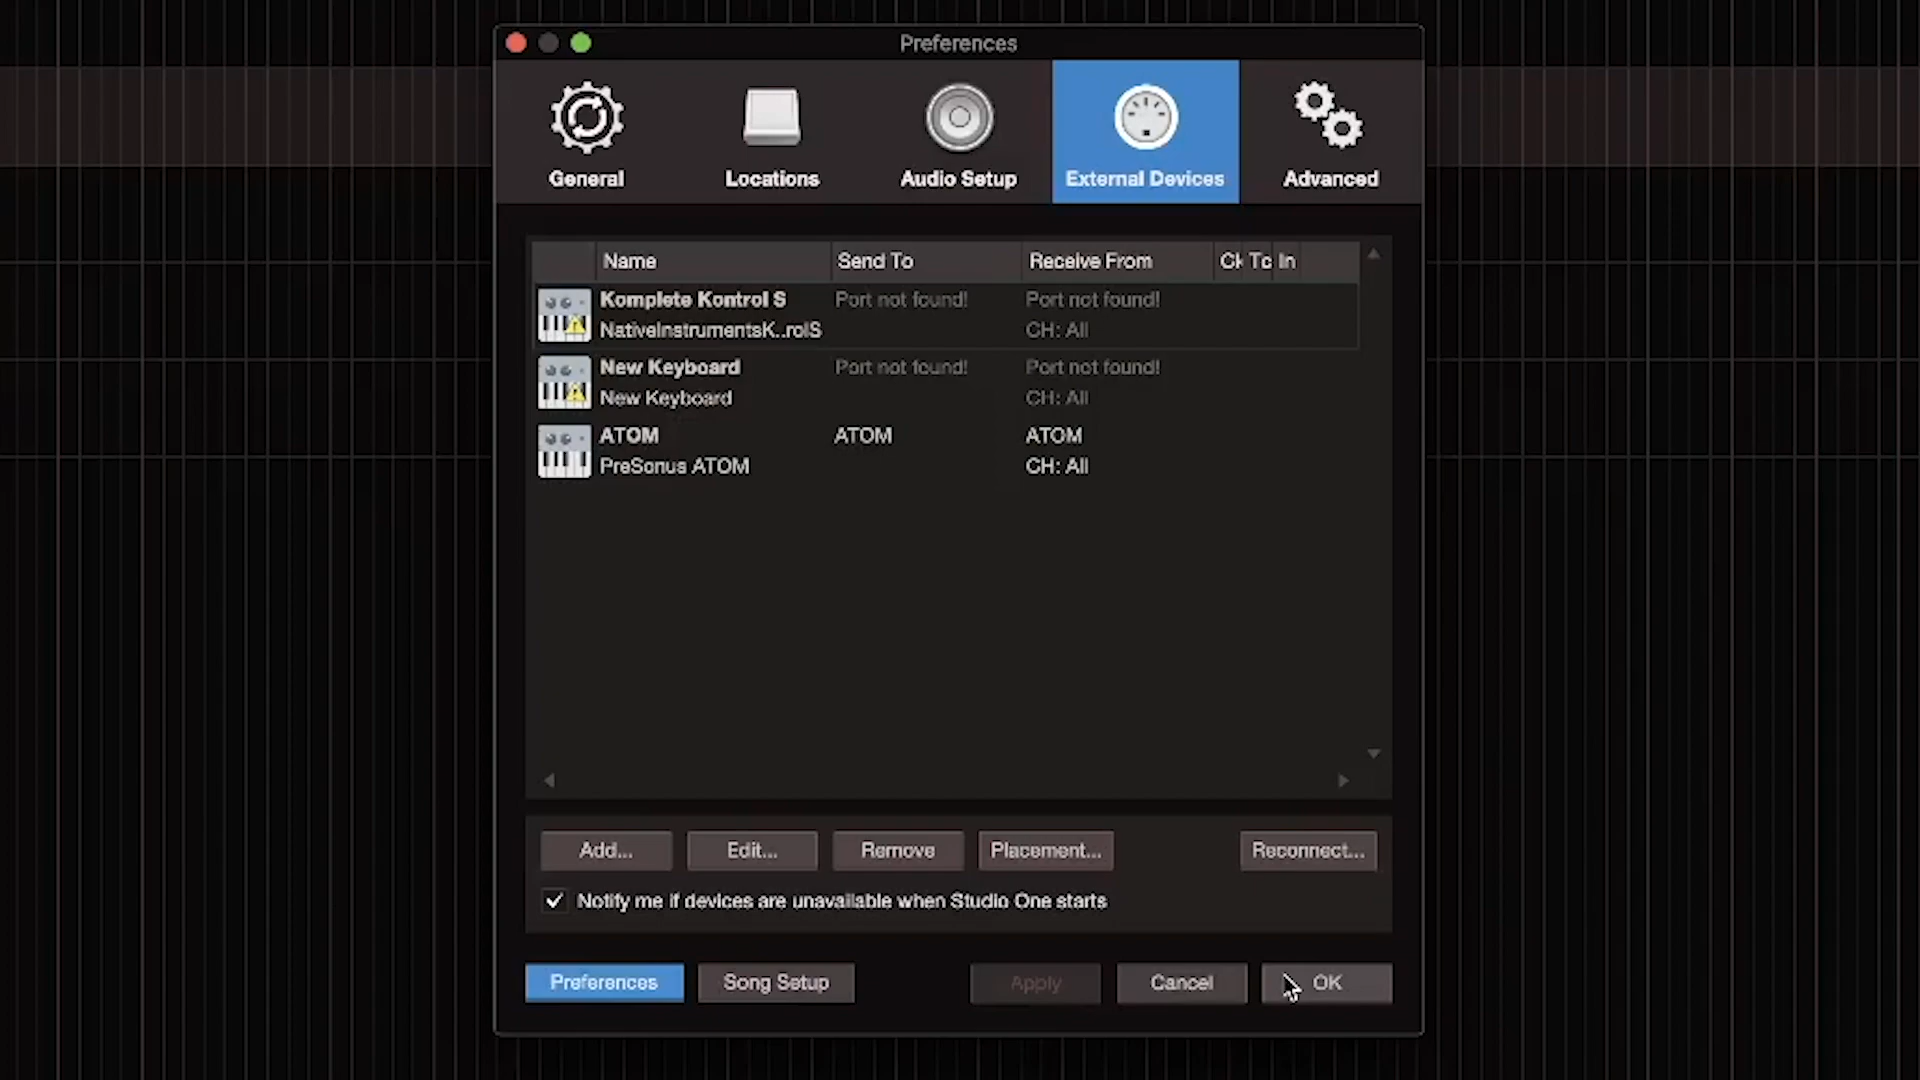 Preferences
General
Locations
Audio Setup
External Devices
Advanced
Name Send To Receive From Tc In
Komplete Kontrol S Port not found! Port not found!
NativeInstrumentsK..rolS CH: All
New Keyboard Port not found! Port not found!
New Keyboard CH: All
ATOM ATOM ATOM
PreSonus ATOM CH: All
Add... Edit... Remove Placement... Reconnect...
Notify me if devices are unavailable when Studio One starts
Preferences Song Setup Apply Cancel OK